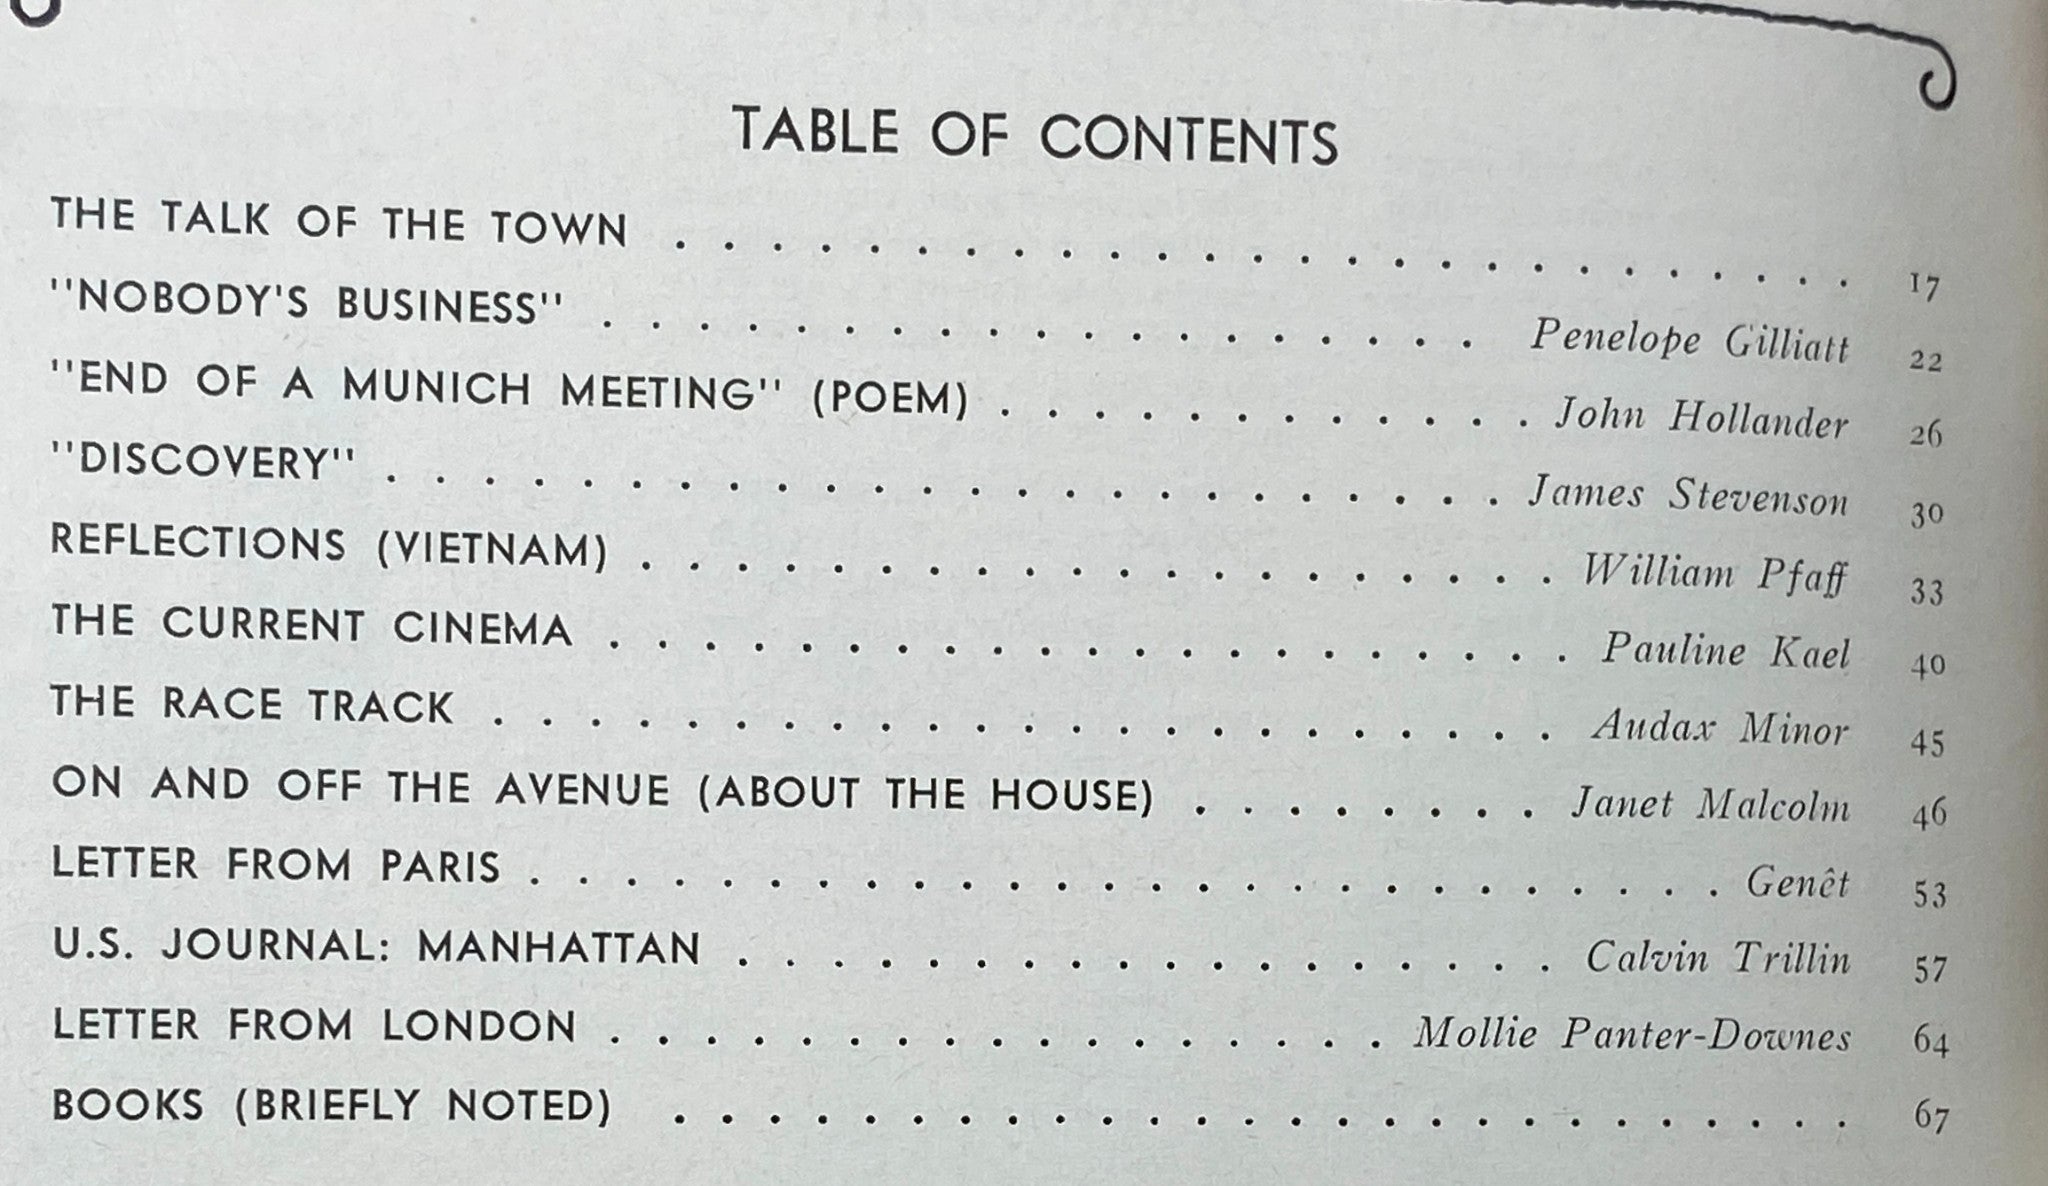 TABLE OF CONTENTS
THE TALK OF THE TOWN . . . . . . . . . . . . . . . . . . . . . . . . . 17
"NOBODY'S BUSINESS" . . . . . . . . . . . . . . . . . . . Penelope Gilliatt 22
"END OF A MUNICH MEETING" (POEM) . . . . . . . . . . . . John Hollander 26
"DISCOVERY" . . . . . . . . . . . . . . . . . . . . . . . . James Stevenson 30
REFLECTIONS (VIETNAM) . . . . . . . . . . . . . . . . . . . . William Pfaff 33
THE CURRENT CINEMA . . . . . . . . . . . . . . . . . . . . . Pauline Kael 40
THE RACE TRACK . . . . . . . . . . . . . . . . . . . . . . . Audax Minor 45
ON AND OFF THE AVENUE (ABOUT THE HOUSE) . . . . . . . . Janet Malcolm 46
LETTER FROM PARIS . . . . . . . . . . . . . . . . . . . . . . . . . Genêt 53
U.S. JOURNAL: MANHATTAN . . . . . . . . . . . . . . . . . . Calvin Trillin 57
LETTER FROM LONDON . . . . . . . . . . . . . . . . . Mollie Panter-Downes 64
BOOKS (BRIEFLY NOTED) . . . . . . . . . . . . . . . . . . . . . . . . . 67